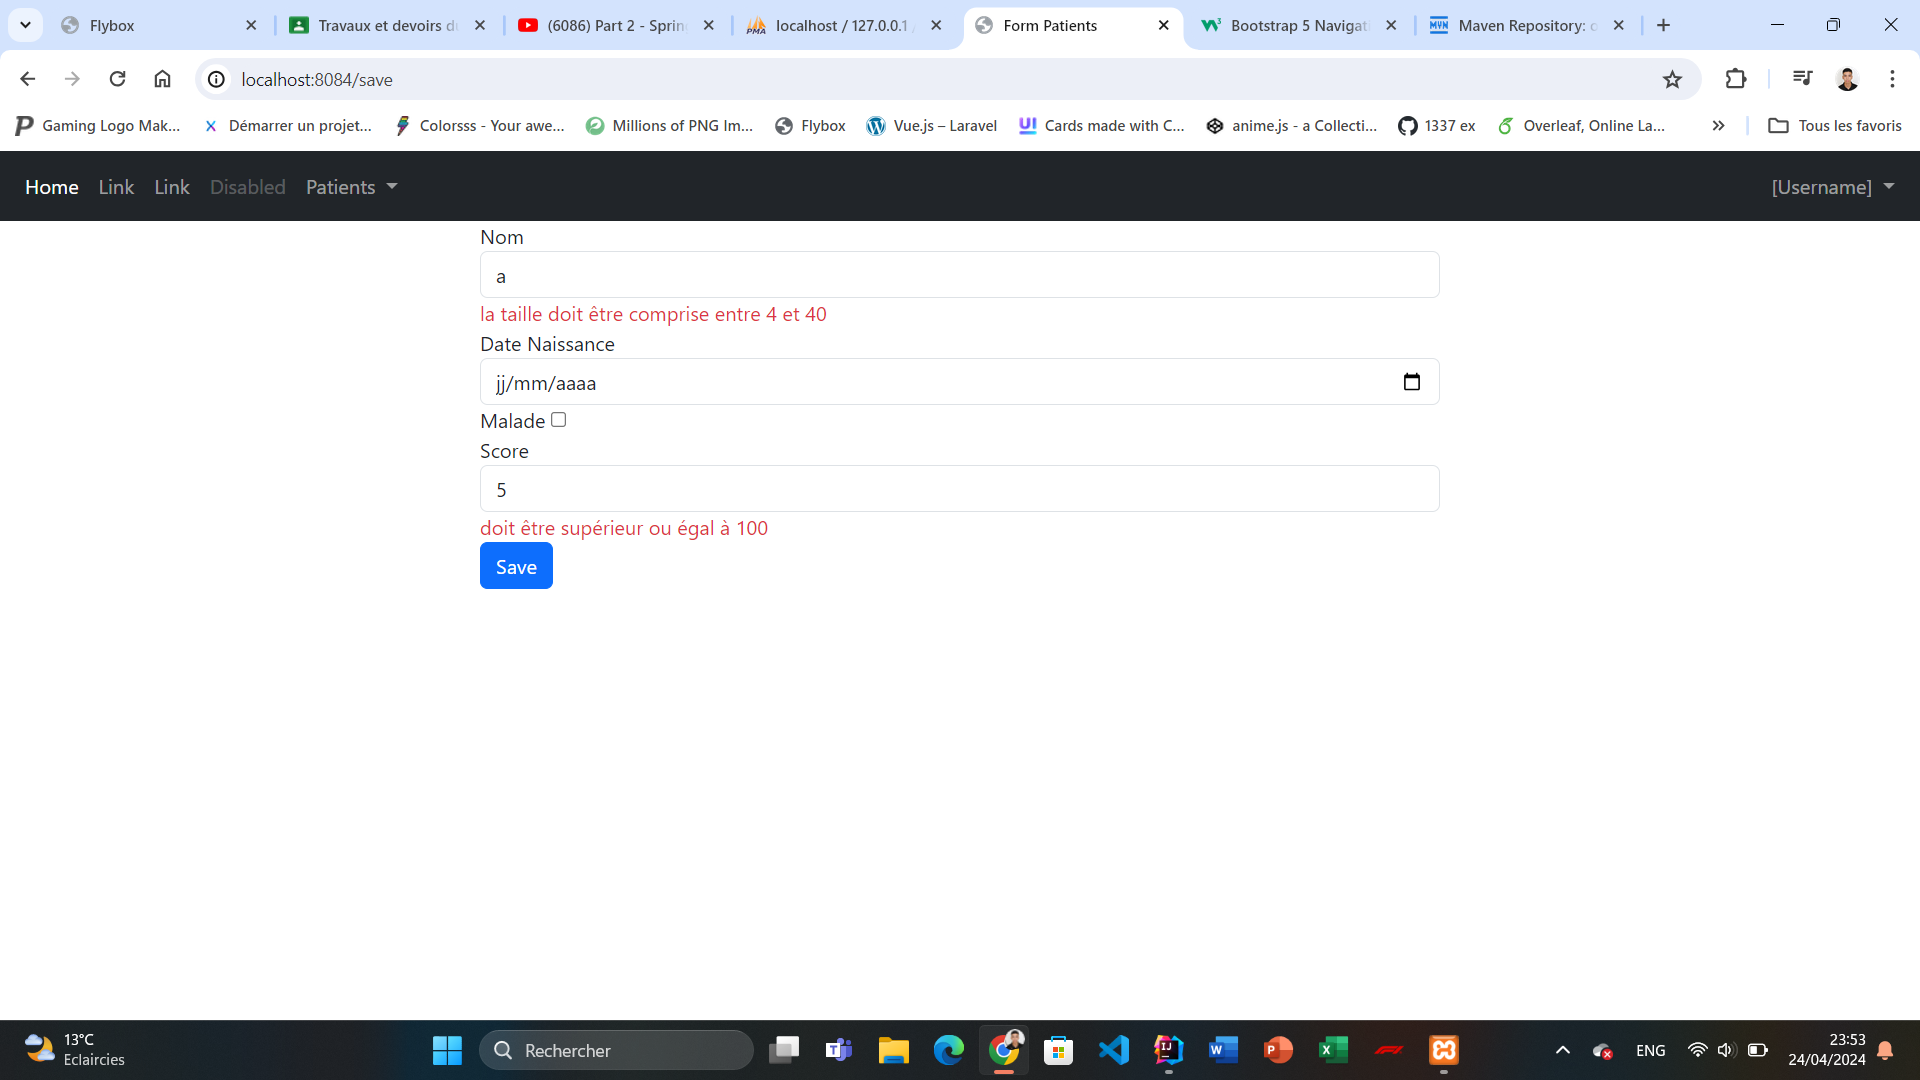 Flybox
Travaux et devoirs d
(6086) Part 2 - Sprin
localhost / 127.0.0.1 /
Form Patients
Bootstrap 5 Navigat
Maven Repository: o
localhost:8084/save
Gaming Logo Mak...
Démarrer un projet...
Colorsss - Your awe...
Millions of PNG Im...
Flybox
Vue.js – Laravel
Cards made with C...
anime.js - a Collecti...
1337 ex
Overleaf, Online La...
Tous les favoris
Home Link Link Disabled Patients [Username]
Nom
a
la taille doit être comprise entre 4 et 40
Date Naissance
jj/mm/aaaa
Malade
Score
5
doit être supérieur ou égal à 100
Save
13°C
Eclaircies
Rechercher
ENG
23:53
24/04/2024